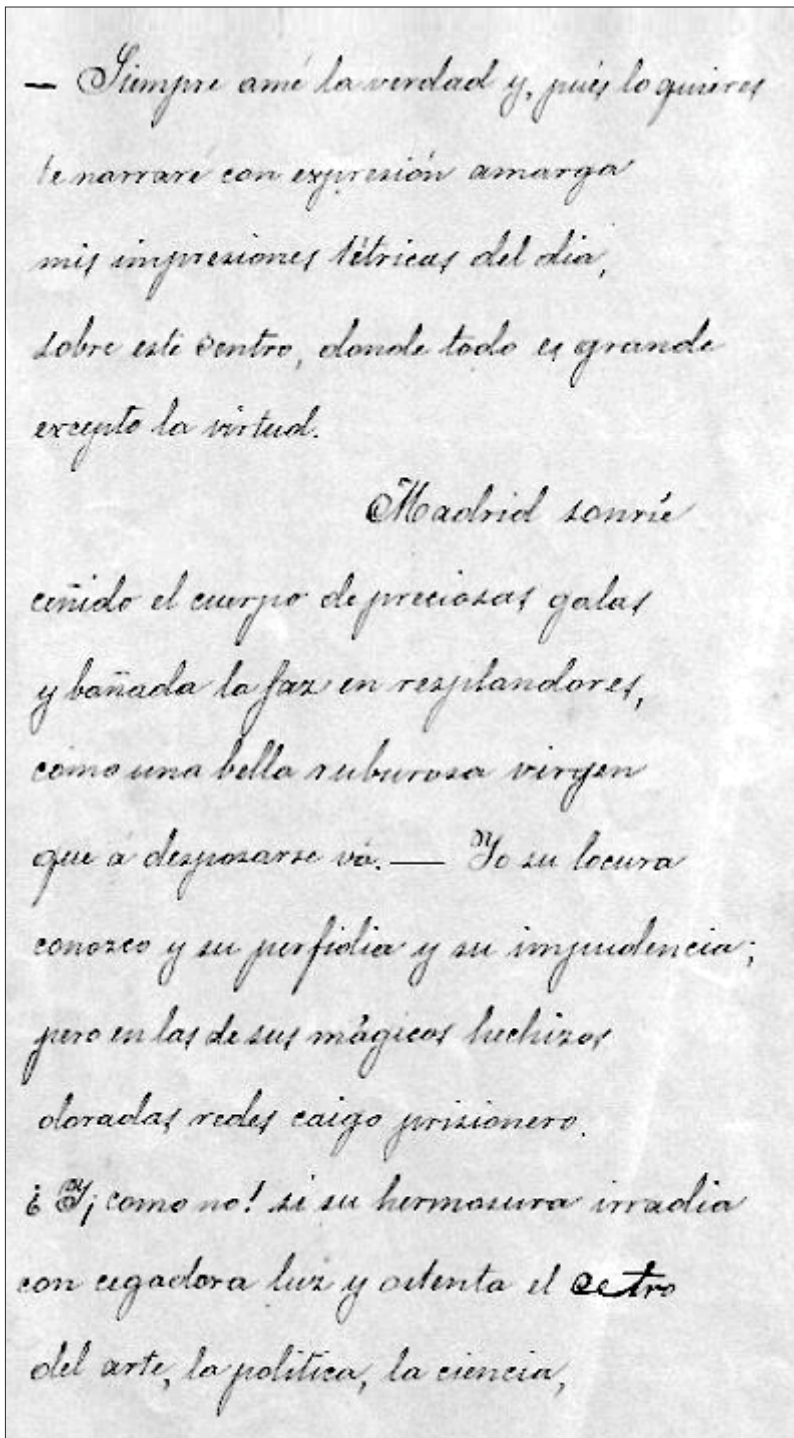 — Siempre amé la verdad y, pués lo quieres
te narraré con expresión amarga
mis impresiones tétricas del dia,
sobre este centro, donde todo es grande
excepto la virtud.
Madrid sonríe
ceñido el cuerpo de preciosas galas
y bañada la faz en resplandores,
como una bella ruburosa virgen
que á desposarse vá. — Yo su locura
conozco y su perfidia y su impudencia;
pero en las de sus mágicos hechizos
doradas redes caigo prisionero.
¿Y ¡como no! si su hermosura irradia
con cegadora luz y ostenta el cetro
del arte, la política, la ciencia,